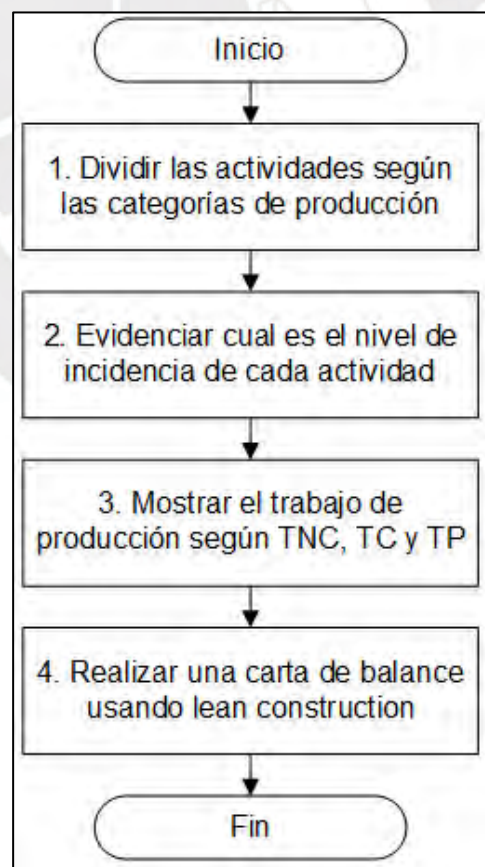 Inicio
1. Dividir las actividades según
las categorías de producción
2. Evidenciar cual es el nivel de
incidencia de cada actividad
3. Mostrar el trabajo de
producción según TNC, TC y TP
4. Realizar una carta de balance
usando lean construction
Fin